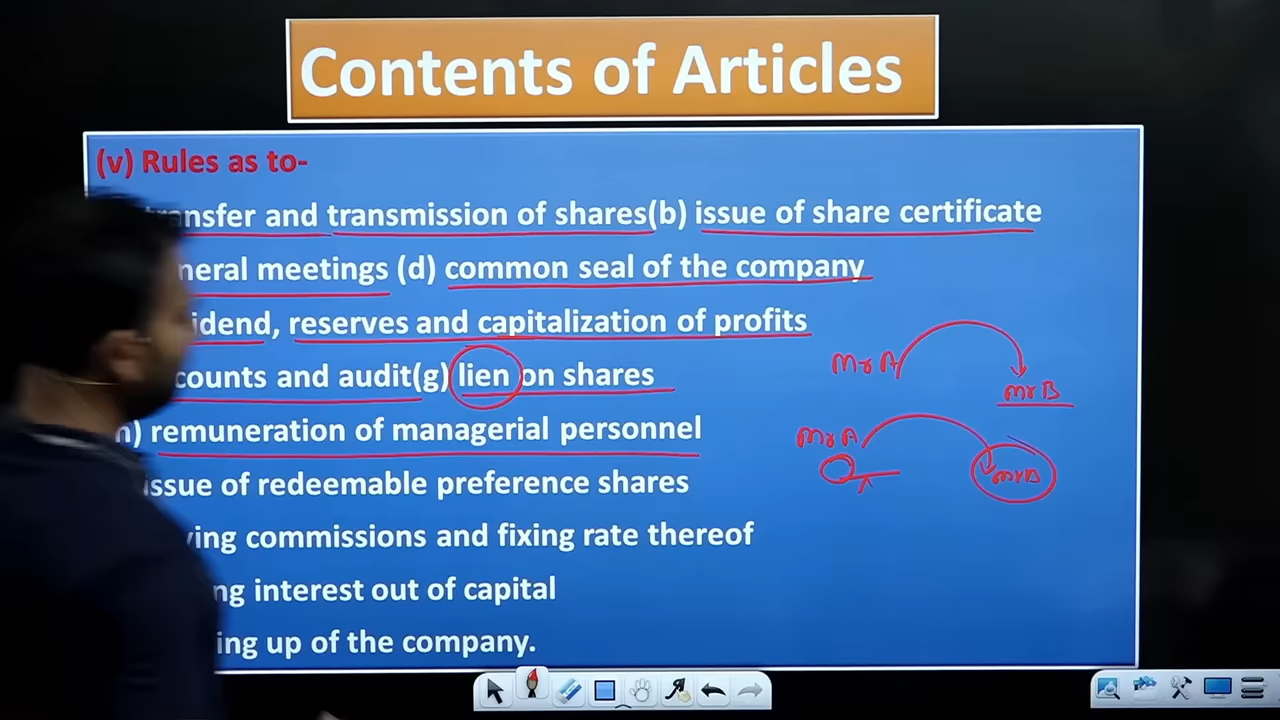 Contents of Articles
(v) Rules as to-
transfer and transmission of shares(b) issue of share certificate
meetings (d) common seal of the company
reserves and capitalization of profits
and audit(g) lien on shares
Mr A
Mr B
remuneration of managerial personnel
Mr A
Mr B
issue of redeemable preference shares
commissions and fixing rate thereof
interest out of capital
up of the company.